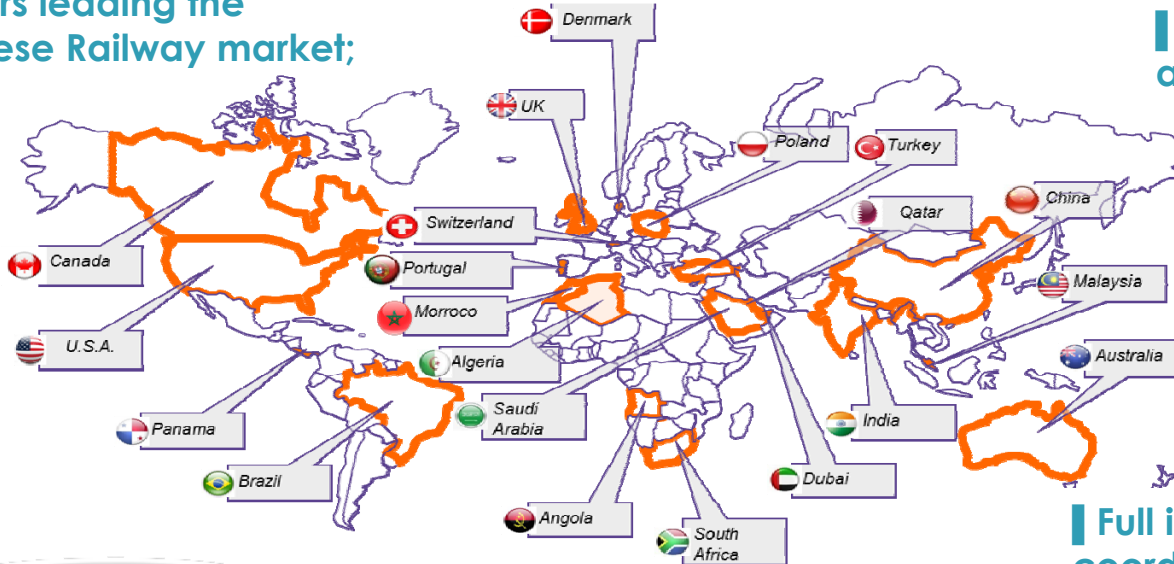 rs leading the
ese Railway market;
Denmark
a
UK
Poland
Turkey
China
Switzerland
Qatar
Canada
Portugal
Malaysia
Morroco
U.S.A.
Algeria
Australia
Saudi
Arabia
India
Panama
Brazil
Dubai
Angola
South
Africa
Full i
coord